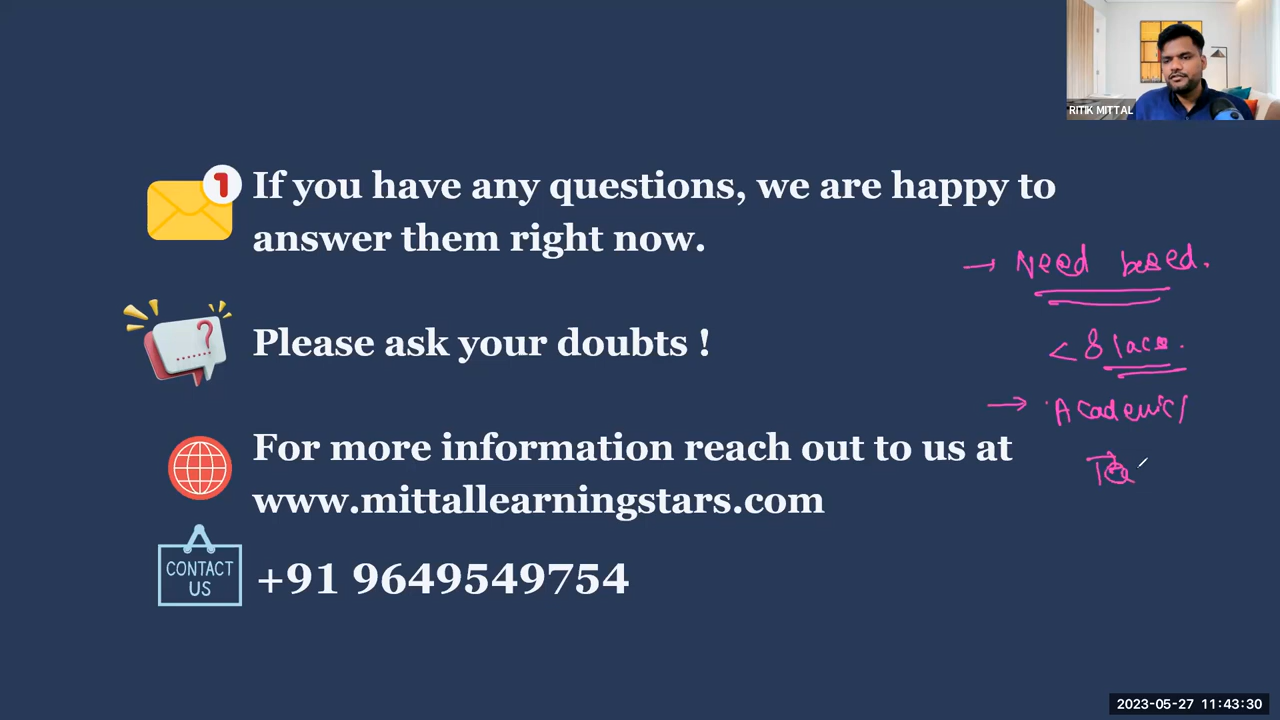 RITIK MITTAL
1
If you have any questions, we are happy to
answer them right now.
→ Need based.
?
Please ask your doubts !
< 8 lacs.
→ Academics
For more information reach out to us at
www.mittallearningstars.com
CONTACT
US
+91 9649549754
2023-05-27 11:43:30